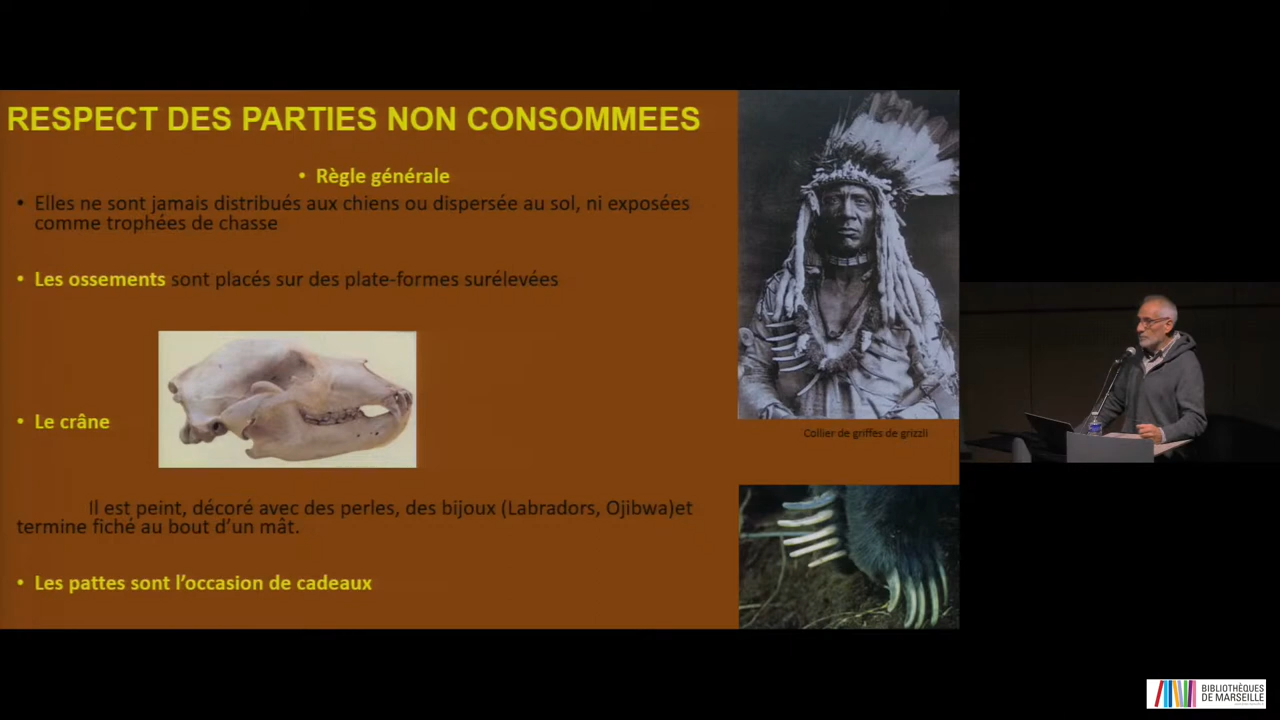 RESPECT DES PARTIES NON CONSOMMEES
• Règle générale
• Elles ne sont jamais distribués aux chiens ou dispersée au sol, ni exposées
comme trophées de chasse
• Les ossements sont placés sur des plate-formes surélevées
• Le crâne
Il est peint, décoré avec des perles, des bijoux (Labradors, Ojibwa)et
termine fiché au bout d’un mât.
• Les pattes sont l’occasion de cadeaux
Collier de griffes de grizzli
BIBLIOTHÈQUES
DE MARSEILLE